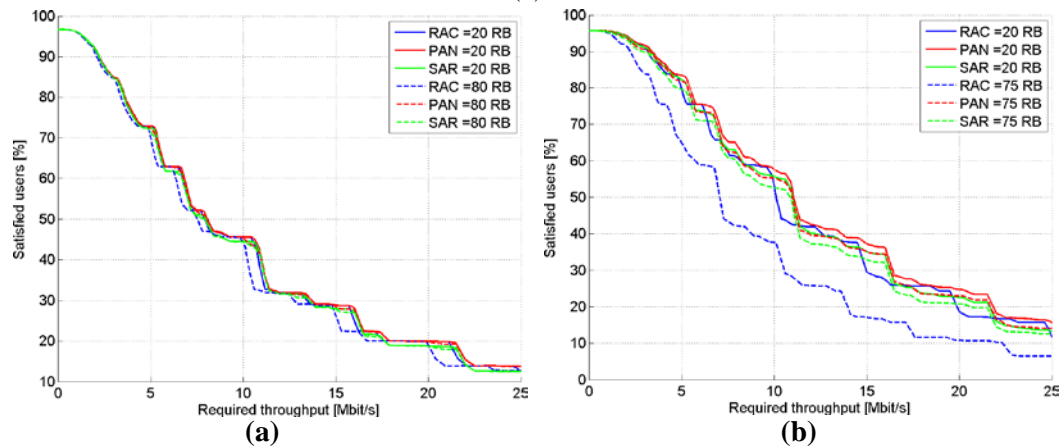 100
90
80
70
60
50
40
30
20
10
Satisfied users [%]
0 5 10 15 20 25
Required throughput [Mbit/s]
RAC =20 RB
PAN =20 RB
SAR =20 RB
RAC =80 RB
PAN =80 RB
SAR =80 RB
(a)
100
90
80
70
60
50
40
30
20
10
0
Satisfied users [%]
0 5 10 15 20 25
Required throughput [Mbit/s]
RAC =20 RB
PAN =20 RB
SAR =20 RB
RAC =75 RB
PAN =75 RB
SAR =75 RB
(b)